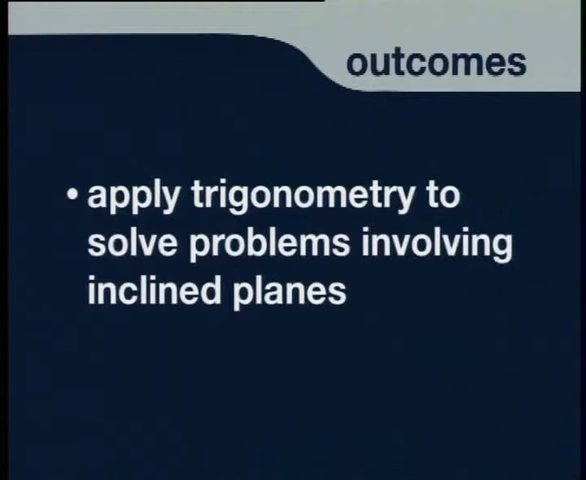 outcomes
• apply trigonometry to
solve problems involving
inclined planes